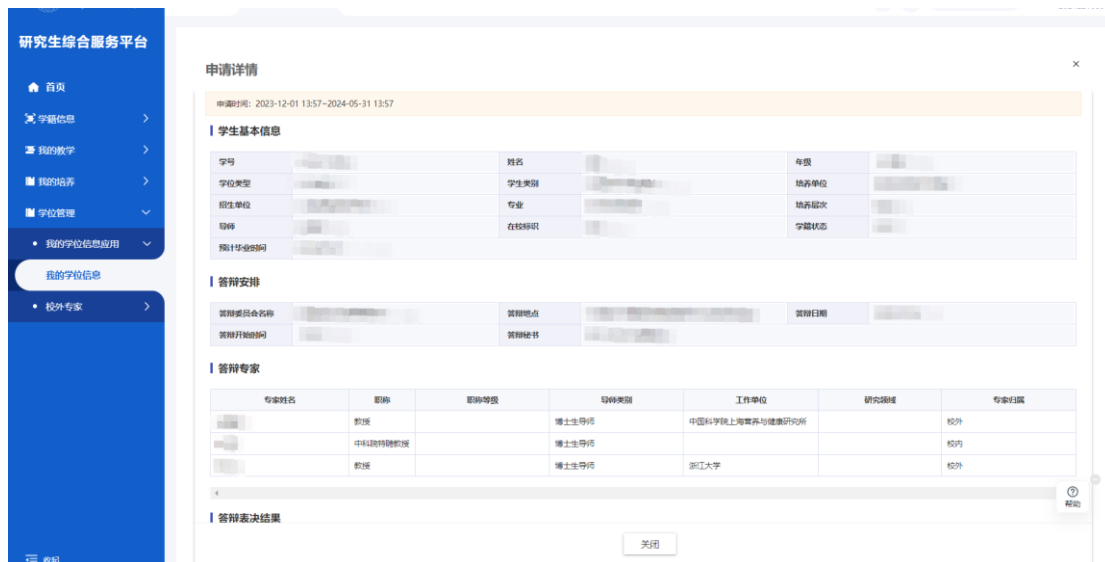 研究生综合服务平台
首页
学籍信息
我的教学
我的培养
学位管理
我的学位信息应用
我的学位信息
校外专家
收起
申请详情
×
申请时间：2023-12-01 13:57~2024-05-31 13:57
学生基本信息
学号 姓名 年级
学位类型 学生类别 培养单位
招生单位 专业 培养层次
导师 在校标识 学籍状态
预计毕业时间
答辩安排
答辩委员会名称 答辩地点 答辩日期
答辩开始时间 答辩秘书
答辩专家
专家姓名 职称 职称等级 导师类别 工作单位 研究领域 专家归属
教授 博士生导师 中国科学院上海营养与健康研究所 校外
中科院特聘教授 博士生导师 校内
教授 博士生导师 浙江大学 校外
帮助
答辩表决结果
关闭